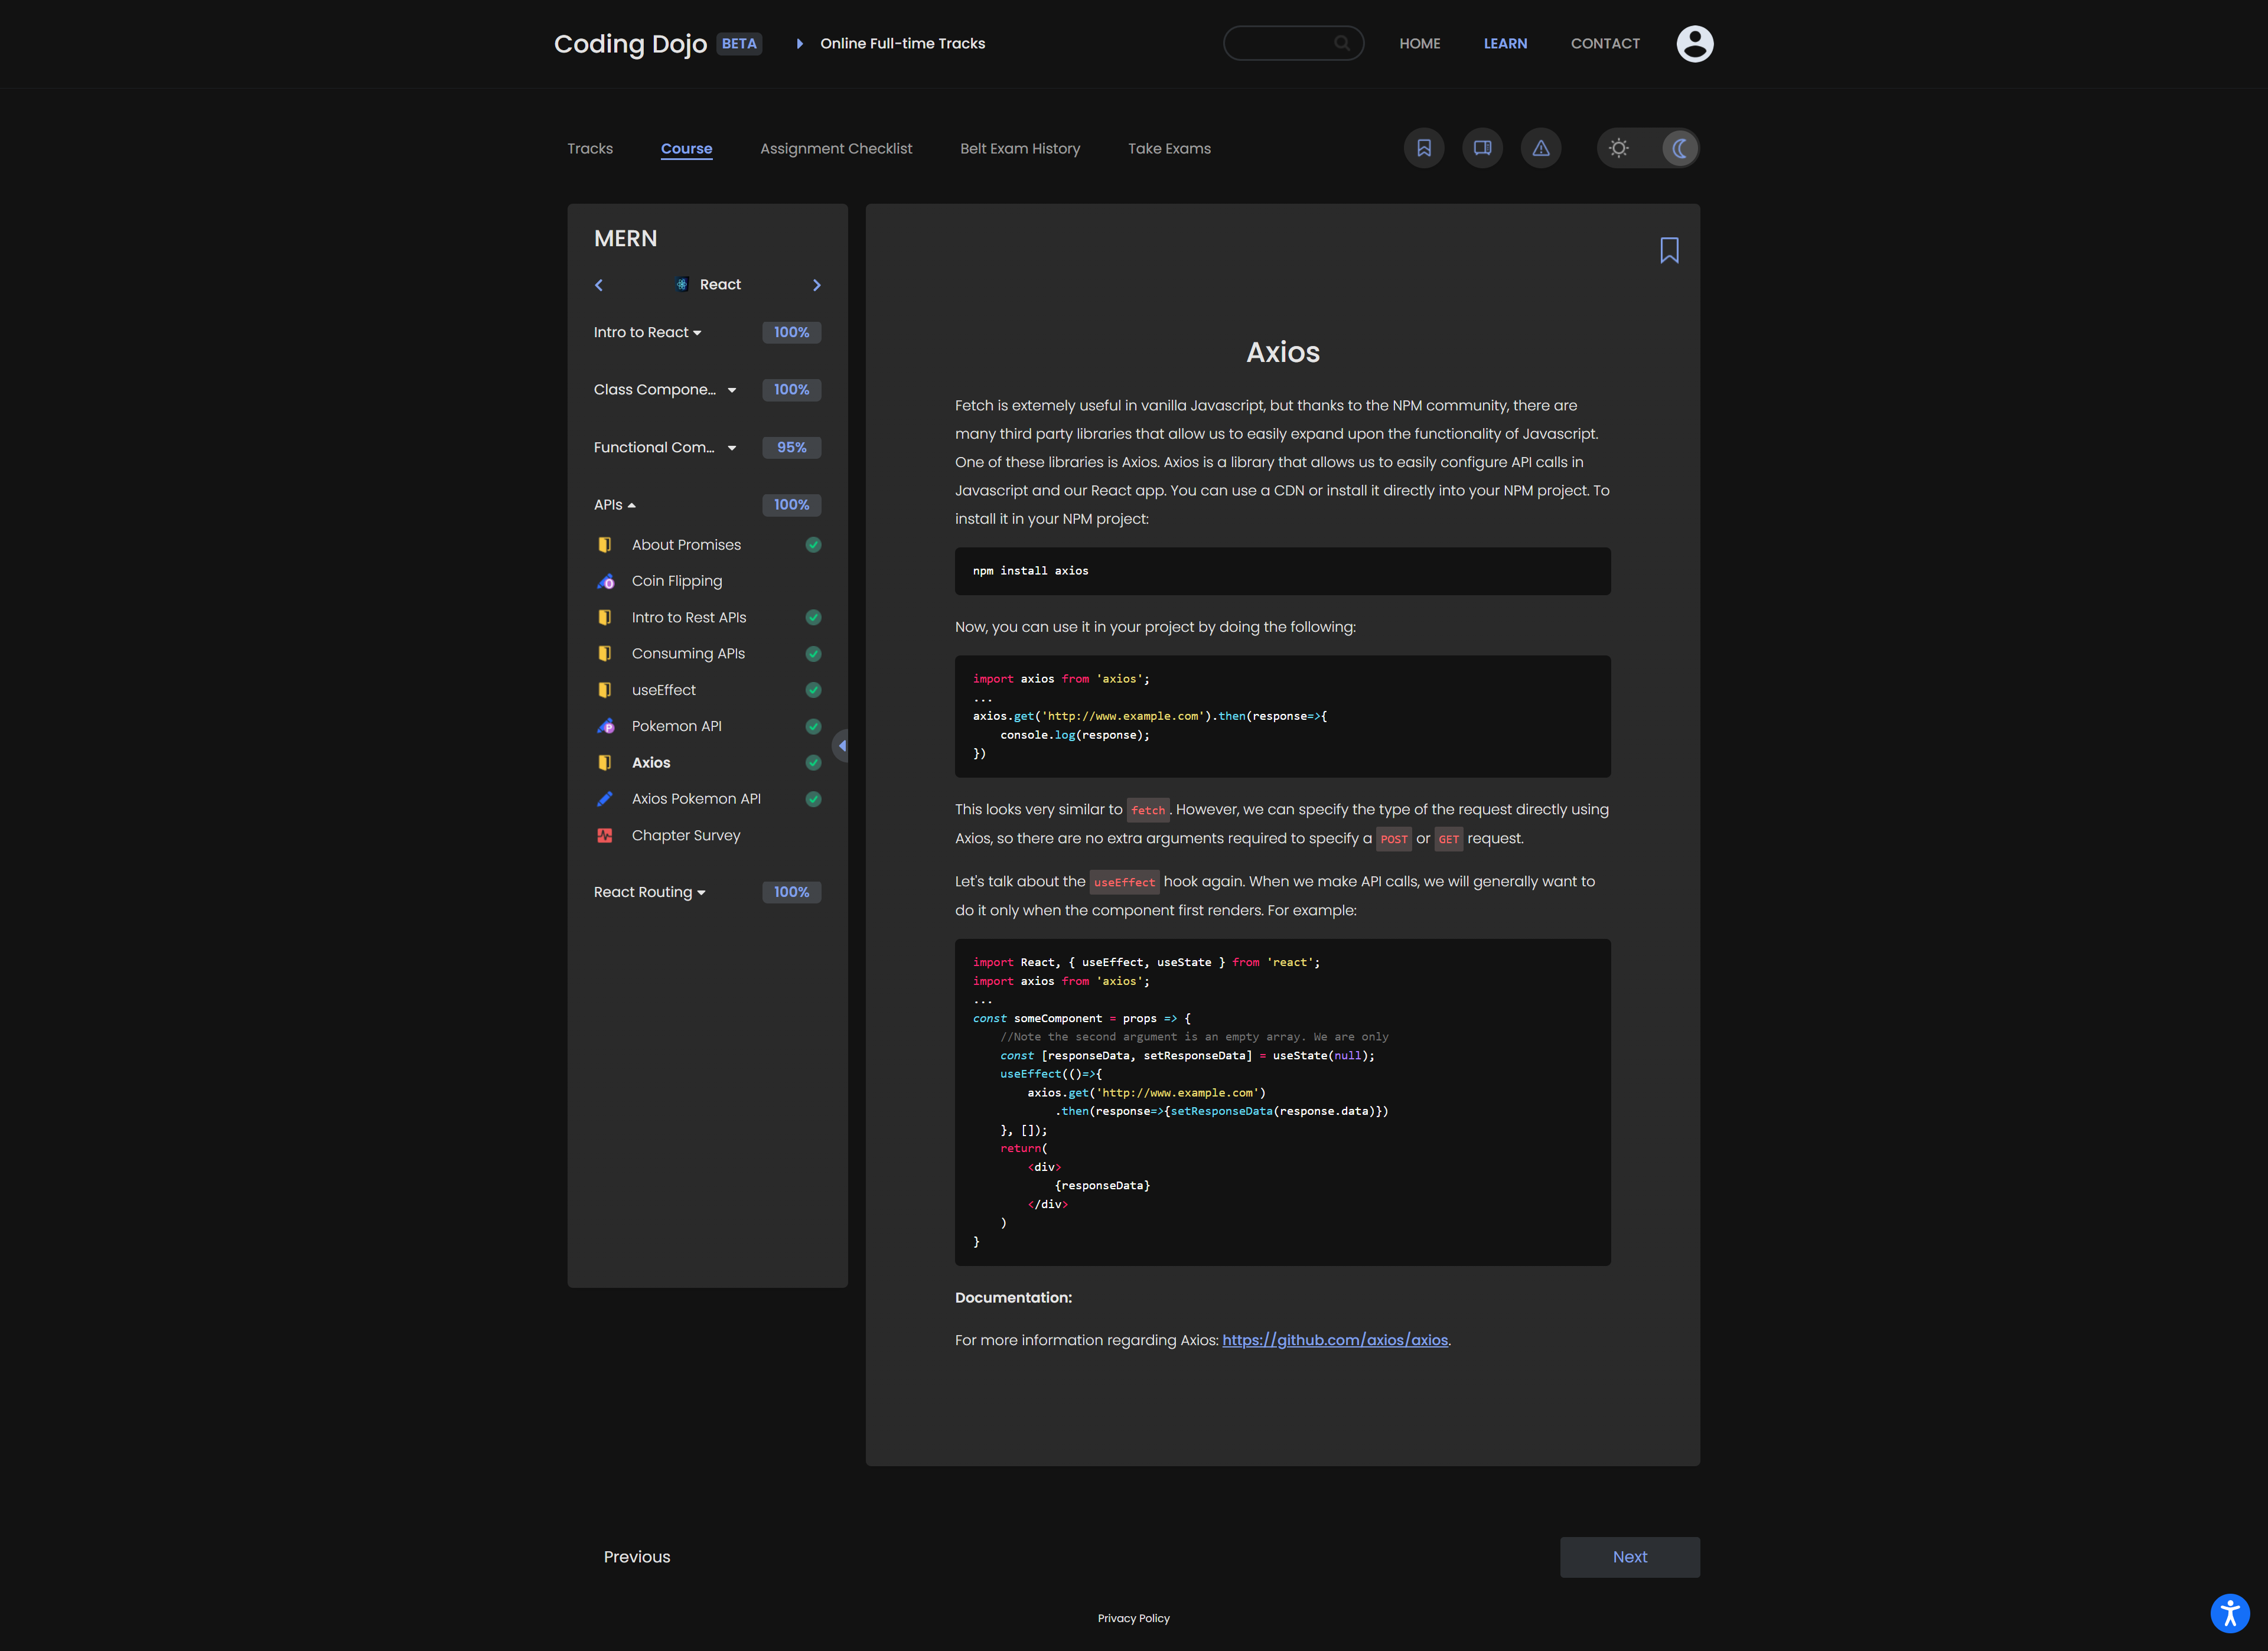 Coding Dojo BETA Online Full-time Tracks HOME LEARN CONTACT
Tracks Course Assignment Checklist Belt Exam History Take Exams
MERN
React
Intro to React 100%
Class Compone... 100%
Functional Com... 95%
APIs 100%
About Promises
Coin Flipping
Intro to Rest APIs
Consuming APIs
useEffect
Pokemon API
Axios
Axios Pokemon API
Chapter Survey
React Routing 100%
Axios
Fetch is extemely useful in vanilla Javascript, but thanks to the NPM community, there are
many third party libraries that allow us to easily expand upon the functionality of Javascript.
One of these libraries is Axios. Axios is a library that allows us to easily configure API calls in
Javascript and our React app. You can use a CDN or install it directly into your NPM project. To
install it in your NPM project:
npm install axios
Now, you can use it in your project by doing the following:
import axios from 'axios';
...
axios.get('http://www.example.com').then(response=>{
    console.log(response);
})
This looks very similar to fetch. However, we can specify the type of the request directly using
Axios, so there are no extra arguments required to specify a POST or GET request.
Let's talk about the useEffect hook again. When we make API calls, we will generally want to
do it only when the component first renders. For example:
import React, { useEffect, useState } from 'react';
import axios from 'axios';
...
const someComponent = props => {
    //Note the second argument is an empty array. We are only
    const [responseData, setResponseData] = useState(null);
    useEffect(()=>{
        axios.get('http://www.example.com')
            .then(response=>{setResponseData(response.data)})
    }, []);
    return(
        <div>
            {responseData}
        </div>
    )
}
Documentation:
For more information regarding Axios: https://github.com/axios/axios.
Previous Next
Privacy Policy